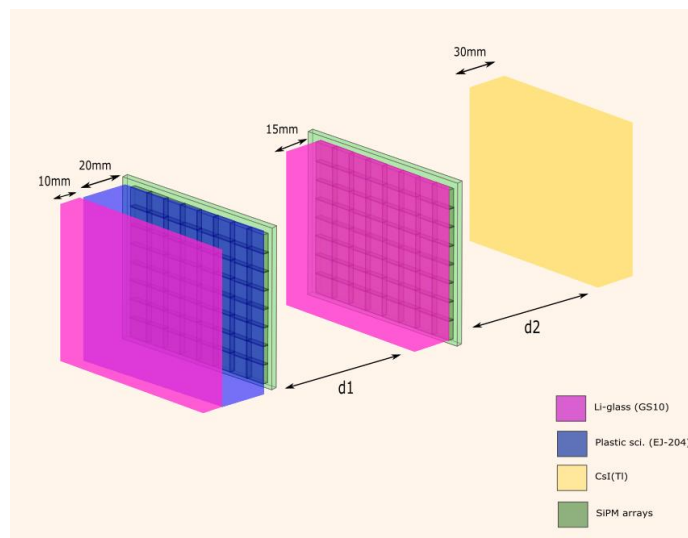 30mm
15mm
20mm
10mm
d2
d1
Li-glass (GS10)
Plastic sci. (EJ-204)
CsI(Tl)
SiPM arrays